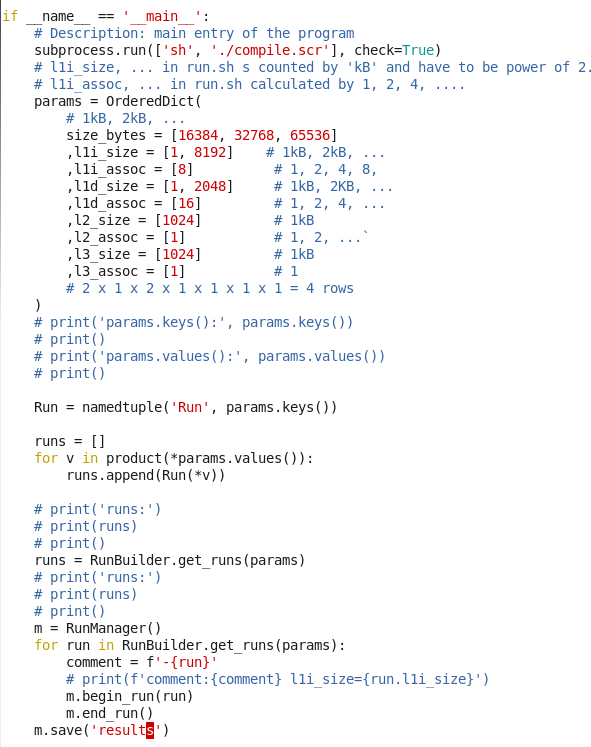 if __name__ == '__main__':
    # Description: main entry of the program
    subprocess.run(['sh', './compile.scr'], check=True)
    # l1i_size, ... in run.sh s counted by 'kB' and have to be power of 2.
    # l1i_assoc, ... in run.sh calculated by 1, 2, 4, ....
    params = OrderedDict(
        # 1kB, 2kB, ...
        size_bytes = [16384, 32768, 65536]
        ,l1i_size = [1, 8192]    # 1kB, 2kB, ...
        ,l1i_assoc = [8]          # 1, 2, 4, 8,
        ,l1d_size = [1, 2048]     # 1kB, 2KB, ...
        ,l1d_assoc = [16]         # 1, 2, 4, ...
        ,l2_size = [1024]         # 1kB
        ,l2_assoc = [1]           # 1, 2, ...`
        ,l3_size = [1024]         # 1kB
        ,l3_assoc = [1]           # 1
        # 2 x 1 x 2 x 1 x 1 x 1 x 1 = 4 rows
    )
    # print('params.keys():', params.keys())
    # print()
    # print('params.values():', params.values())
    # print()

    Run = namedtuple('Run', params.keys())

    runs = []
    for v in product(*params.values()):
        runs.append(Run(*v))

    # print('runs:')
    # print(runs)
    # print()
    runs = RunBuilder.get_runs(params)
    # print('runs:')
    # print(runs)
    # print()
    m = RunManager()
    for run in RunBuilder.get_runs(params):
        comment = f'-{run}'
        # print(f'comment:{comment} l1i_size={run.l1i_size}')
        m.begin_run(run)
        m.end_run()
    m.save('results')